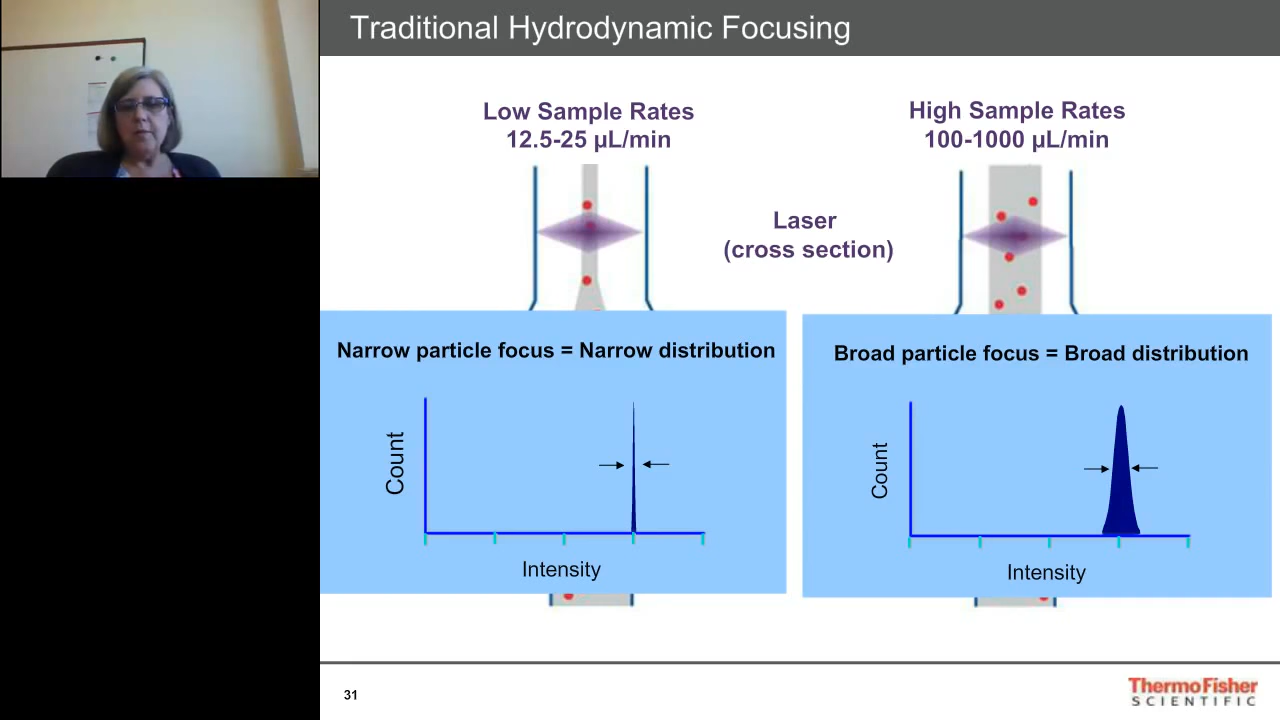 Traditional Hydrodynamic Focusing
Low Sample Rates
12.5-25 µL/min
High Sample Rates
100-1000 µL/min
Laser
(cross section)
Narrow particle focus = Narrow distribution
Count
Intensity
Broad particle focus = Broad distribution
Count
Intensity
31
ThermoFisher
SCIENTIFIC